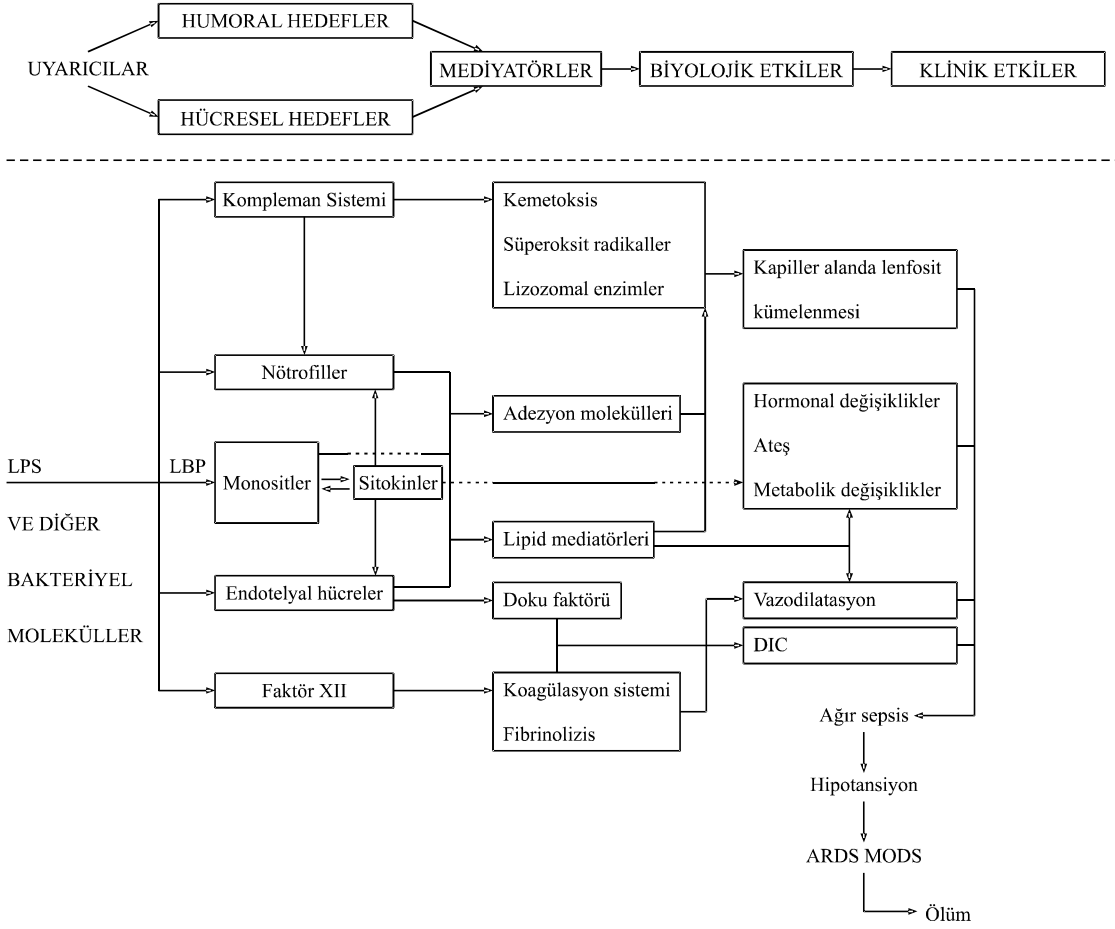 HUMORAL HEDEFLER
UYARICILAR
MEDİYATÖRLER
BİYOLOJİK ETKİLER
KLİNİK ETKİLER
HÜCRESEL HEDEFLER
Kompleman Sistemi
Kemetoksis
Süperoksit radikaller
Lizozomal enzimler
Kapiller alanda lenfosit
kümelenmesi
Nötrofiller
Adezyon molekülleri
Hormonal değişiklikler
Ateş
Metabolik değişiklikler
LPS
LBP
Monositler
Sitokinler
VE DİĞER
BAKTERİYEL
MOLEKÜLLER
Lipid mediatörleri
Endotelyal hücreler
Doku faktörü
Vazodilatasyon
DIC
Faktör XII
Koagülasyon sistemi
Fibrinolizis
Ağır sepsis
Hipotansiyon
ARDS MODS
Ölüm